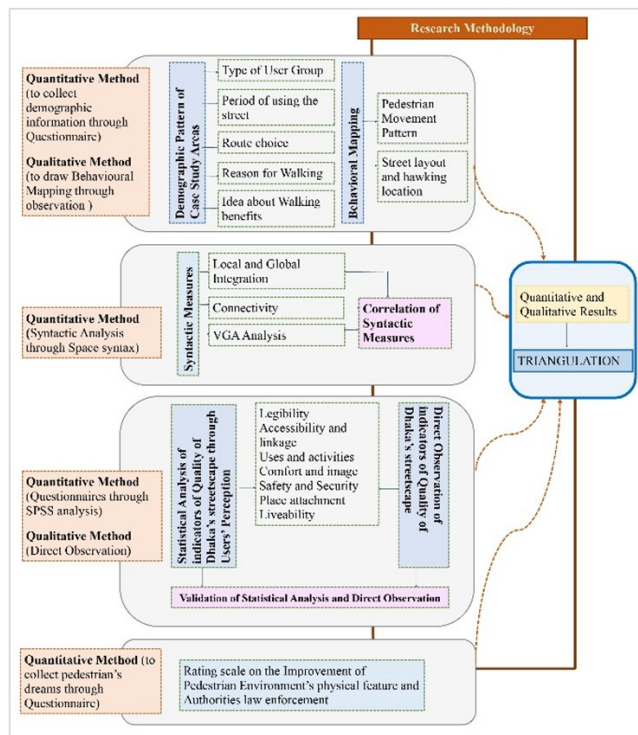 Research Methodology
Quantitative Method
(to collect
demographic
information through
Questionnaire)
Qualitative Method
(to draw Behavioural
Mapping through
observation )
Demographic Pattern of
Case Study Areas
Type of User Group
Period of using the
street
Route choice
Reason for Walking
Idea about Walking
benefits
Behavioral Mapping
Pedestrian
Movement
Pattern
Street layout
and hawking
location
Quantitative Method
(Syntactic Analysis
through Space syntax)
Syntactic Measures
Local and Global
Integration
Connectivity
VGA Analysis
Correlation of
Syntactic
Measures
Quantitative and
Qualitative Results
TRIANGULATION
Quantitative Method
(Questionnaires through
SPSS analysis)
Qualitative Method
(Direct Observation)
Statistical Analysis of
indicators of Quality of
Dhaka's streetscape through
Users' Perception
Legibility
Accessibility and
linkage
Uses and activities
Comfort and image
Safety and Security
Place attachment
Liveability
Direct Observation of
indicators of Quality of
Dhaka's streetscape
Validation of Statistical Analysis and Direct Observation
Quantitative Method (to
collect pedestrian's
dreams through
Questionnaire)
Rating scale on the Improvement of
Pedestrian Environment's physical feature and
Authorities law enforcement